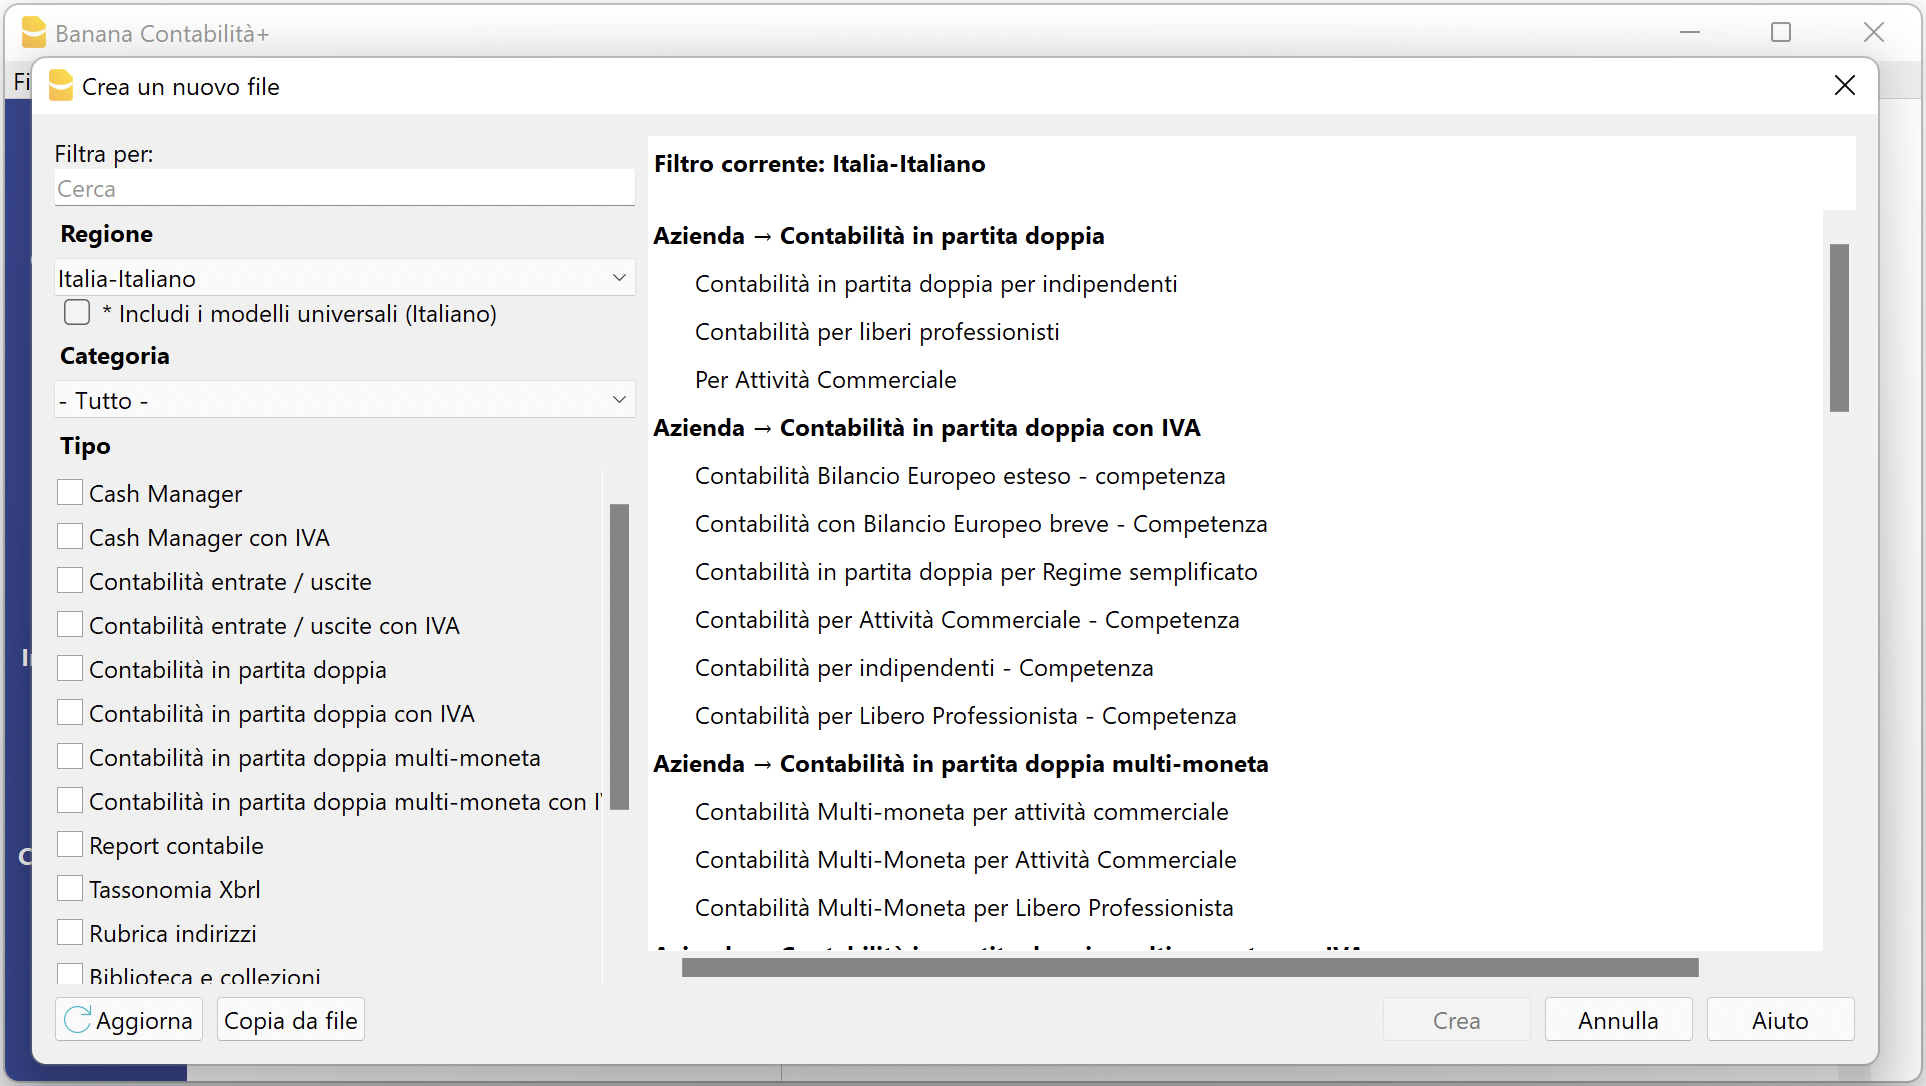 Banana Contabilità+
Fi
Crea un nuovo file
Filtra per:
Cerca
Regione
Italia-Italiano
* Includi i modelli universali (Italiano)
Categoria
- Tutto -
Tipo
Cash Manager
Cash Manager con IVA
Contabilità entrate / uscite
Contabilità entrate / uscite con IVA
Contabilità in partita doppia
Contabilità in partita doppia con IVA
Contabilità in partita doppia multi-moneta
Contabilità in partita doppia multi-moneta con
Report contabile
Tassonomia Xbrl
Rubrica indirizzi
Biblioteca e collezioni
Aggiorna
Copia da file
Filtro corrente: Italia-Italiano
Azienda → Contabilità in partita doppia
Contabilità in partita doppia per indipendenti
Contabilità per liberi professionisti
Per Attività Commerciale
Azienda → Contabilità in partita doppia con IVA
Contabilità Bilancio Europeo esteso - competenza
Contabilità con Bilancio Europeo breve - Competenza
Contabilità in partita doppia per Regime semplificato
Contabilità per Attività Commerciale - Competenza
Contabilità per indipendenti - Competenza
Contabilità per Libero Professionista - Competenza
Azienda → Contabilità in partita doppia multi-moneta
Contabilità Multi-moneta per attività commerciale
Contabilità Multi-Moneta per Attività Commerciale
Contabilità Multi-Moneta per Libero Professionista
Crea
Annulla
Aiuto